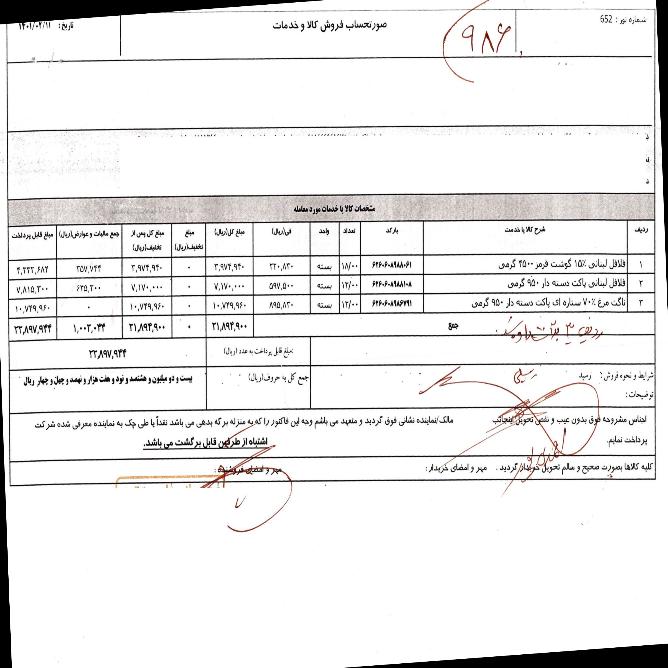 شماره تور : 652
۹۸۶
صورتحساب فروش کالا و خدمات
تاریخ: ۱۴۰۱/۰۲/۱۱
مشخصات کالا یا خدمات مورد معامله
ردیف شرح کالا یا خدمت بارکد تعداد واحد فی(ریال) مبلغ کل(ریال) مبلغ تخفیف(ریال) مبلغ کل پس از تخفیف(ریال) جمع مالیات و عوارض(ریال) مبلغ قابل پرداخت
۱ فلافل لبنانی ۱۵٪ گوشت قرمز ۴۵۰ گرمی ۶۲۶۰۶۰۸۹۸۸۰۶۱ ۱۸/۰۰ بسته ۲۲۰,۸۳۰ ۳,۹۷۴,۹۴۰ ۰ ۳,۹۷۴,۹۴۰ ۳۵۷,۷۴۴ ۴,۳۳۲,۶۸۴
۲ فلافل لبنانی پاکت دسته دار ۹۵۰ گرمی ۶۲۶۰۶۰۸۹۸۸۱۰۸ ۱۲/۰۰ بسته ۵۹۷,۵۰۰ ۷,۱۷۰,۰۰۰ ۰ ۷,۱۷۰,۰۰۰ ۶۴۵,۳۰۰ ۷,۸۱۵,۳۰۰
۳ ناگت مرغ ۷۰٪ ستاره ای پاکت دسته دار ۹۵۰ گرمی ۶۲۶۰۶۰۸۹۸۶۷۹۱ ۱۲/۰۰ بسته ۸۹۵,۸۳۰ ۱۰,۷۴۹,۹۶۰ ۰ ۱۰,۷۴۹,۹۶۰ ۰ ۱۰,۷۴۹,۹۶۰
جمع ۲۱,۸۹۴,۹۰۰ ۰ ۲۱,۸۹۴,۹۰۰ ۱,۰۰۳,۰۴۴ ۲۲,۸۹۷,۹۴۴
مبلغ قابل پرداخت به عدد (ریال) ۲۲,۸۹۷,۹۴۴
شرایط و نحوه فروش : رسید جمع کل به حروف(ریال) : بیست و دو میلیون و هشتصد و نود و هفت هزار و نهصد و چهل و چهار ریال
توضیحات :
اجناس مشروحه فوق بدون عیب و نقص تحویل اینجانب مالک/نماینده نشانی فوق گردید و متعهد می باشم وجه این فاکتور را که به منزله برگه بدهی می باشد نقداً یا طی چک به نماینده معرفی شده شرکت
پرداخت نمایم. اشتباه از طرفین قابل برگشت می باشد.
کلیه کالاها بصورت صحیح و سالم تحویل خریدار گردید . مهر و امضای خریدار : مهر و امضای فروشنده :